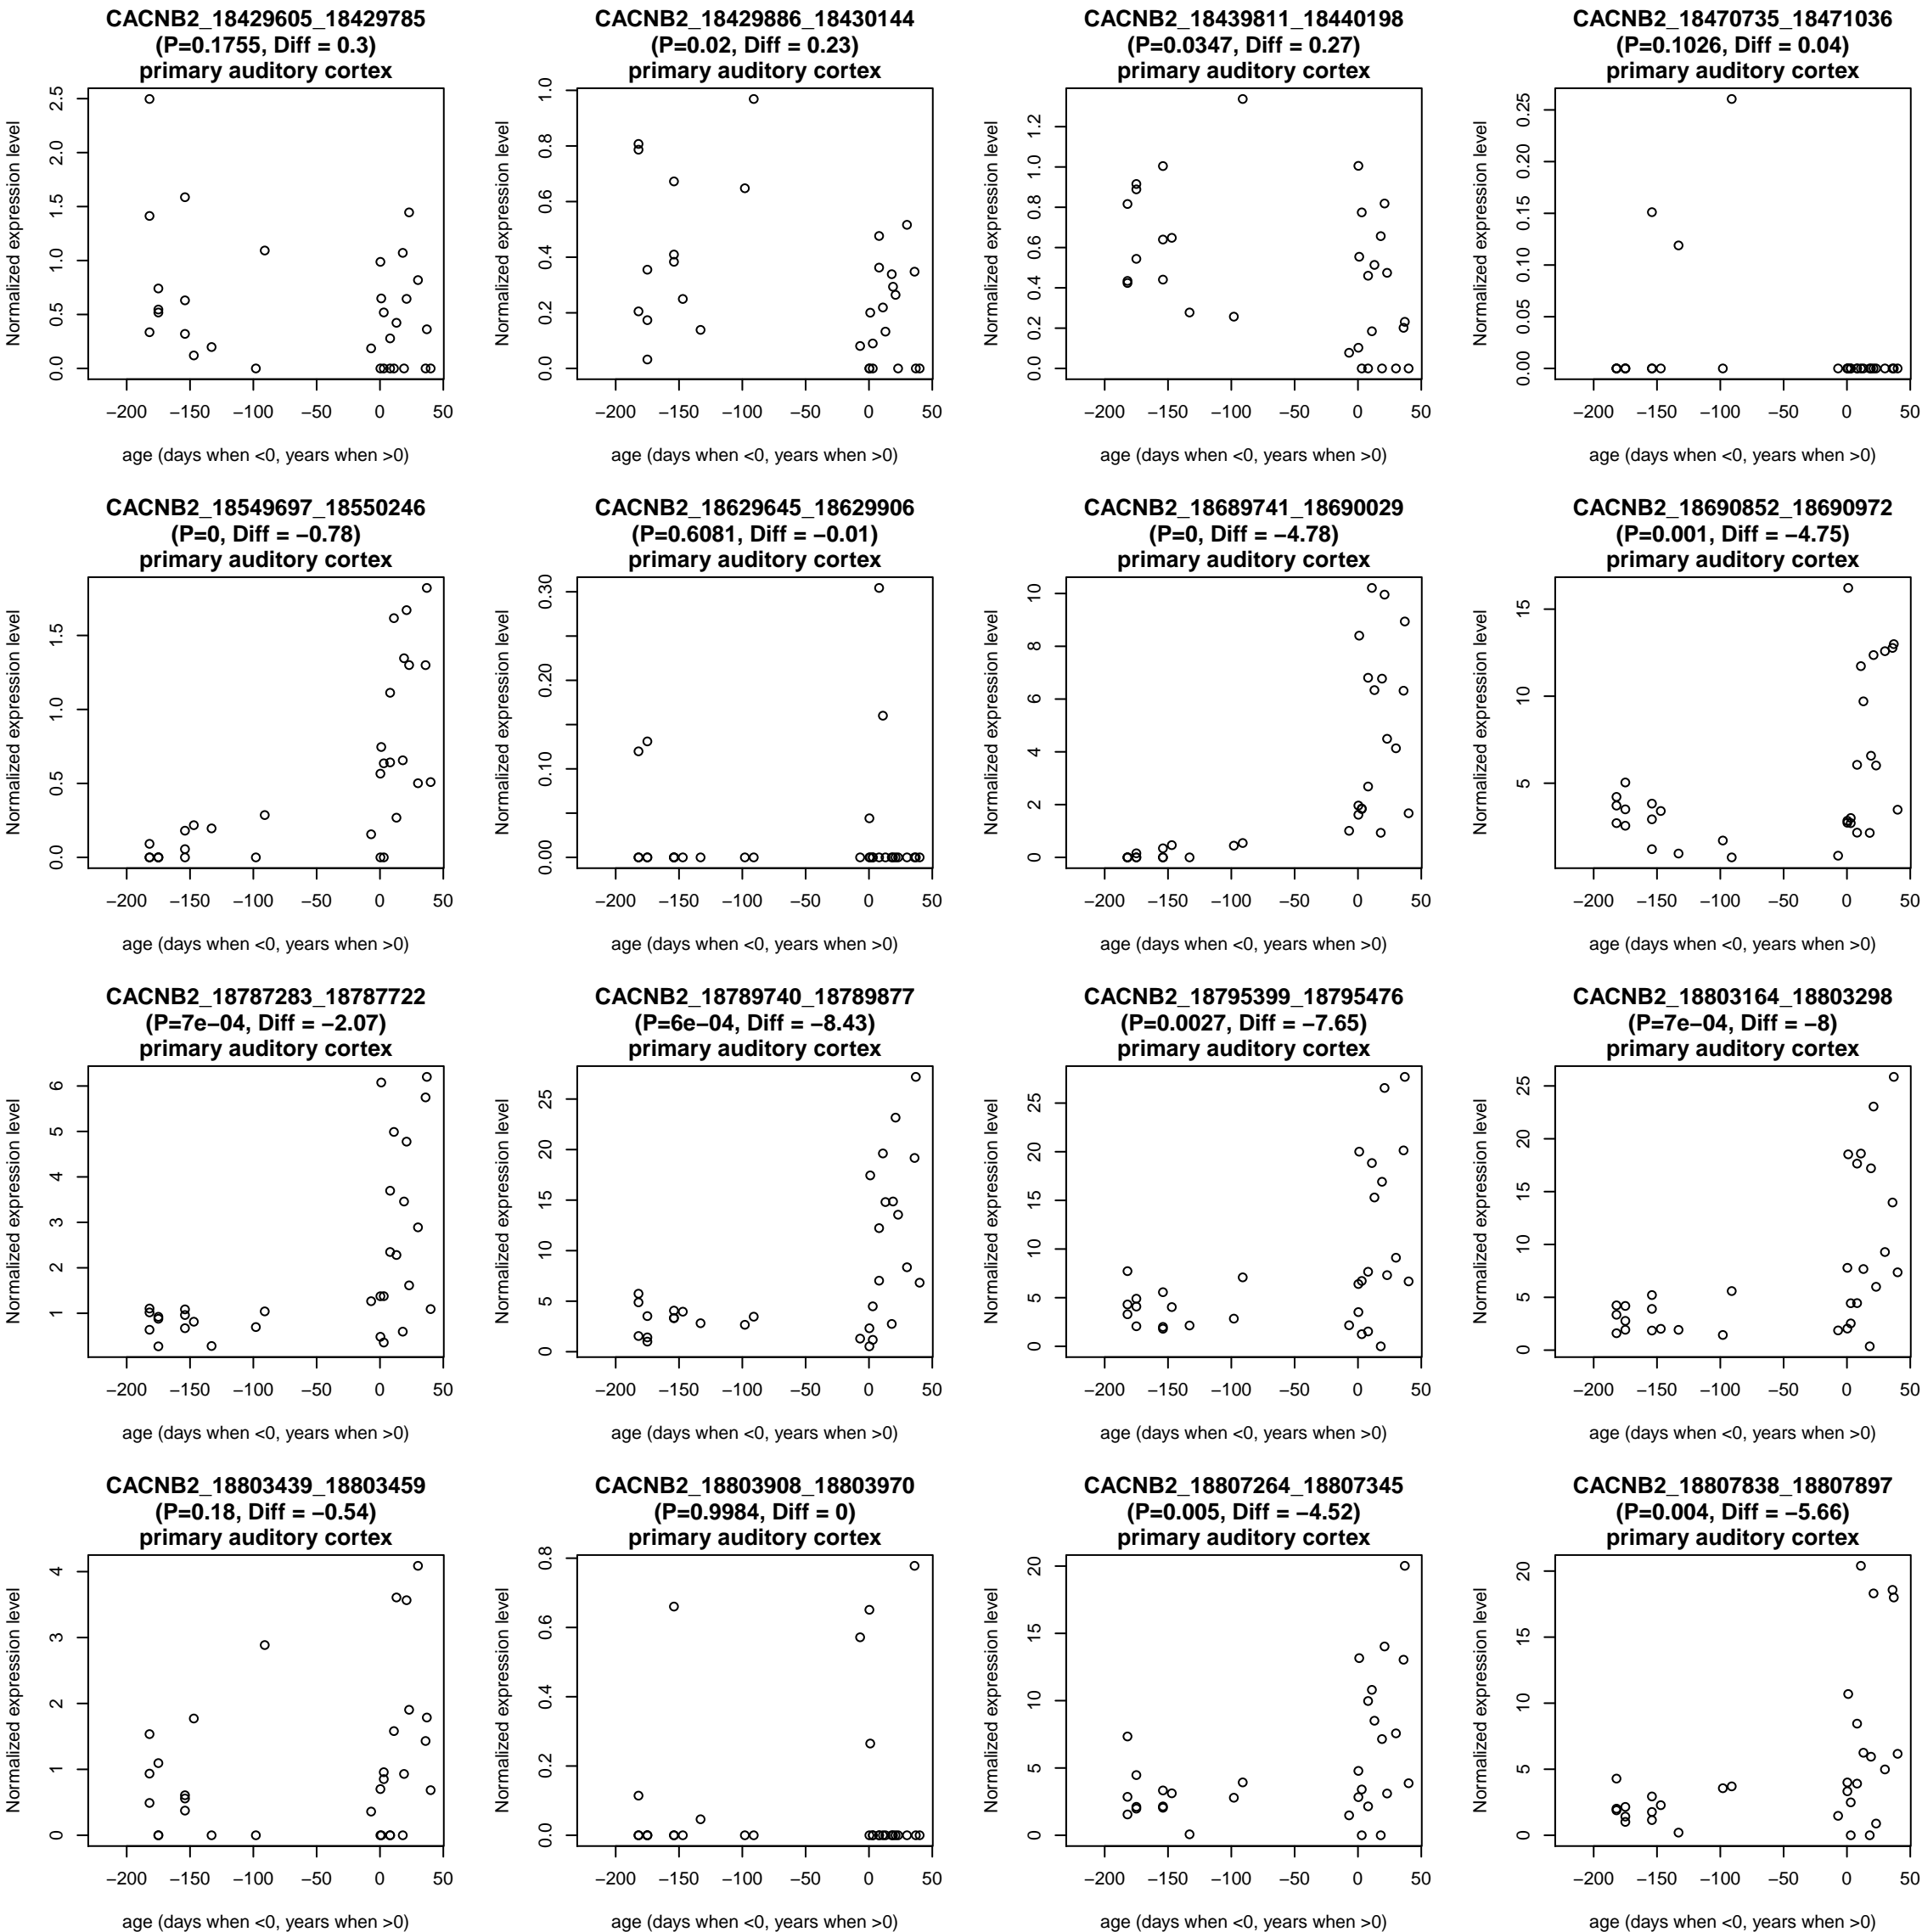 CACNB2_18429605_18429785
(P=0.1755, Diff = 0.3)
primary auditory cortex
Normalized expression level
0.0 0.5 1.0 1.5 2.0 2.5
−200 −150 −100 −50 0 50
age (days when <0, years when >0)
CACNB2_18429886_18430144
(P=0.02, Diff = 0.23)
primary auditory cortex
Normalized expression level
0.0 0.2 0.4 0.6 0.8 1.0
−200 −150 −100 −50 0 50
age (days when <0, years when >0)
CACNB2_18439811_18440198
(P=0.0347, Diff = 0.27)
primary auditory cortex
Normalized expression level
0.0 0.2 0.4 0.6 0.8 1.0 1.2
−200 −150 −100 −50 0 50
age (days when <0, years when >0)
CACNB2_18470735_18471036
(P=0.1026, Diff = 0.04)
primary auditory cortex
Normalized expression level
0.00 0.05 0.10 0.15 0.20 0.25
−200 −150 −100 −50 0 50
age (days when <0, years when >0)
CACNB2_18549697_18550246
(P=0, Diff = −0.78)
primary auditory cortex
Normalized expression level
0.0 0.5 1.0 1.5
−200 −150 −100 −50 0 50
age (days when <0, years when >0)
CACNB2_18629645_18629906
(P=0.6081, Diff = −0.01)
primary auditory cortex
Normalized expression level
0.00 0.10 0.20 0.30
−200 −150 −100 −50 0 50
age (days when <0, years when >0)
CACNB2_18689741_18690029
(P=0, Diff = −4.78)
primary auditory cortex
Normalized expression level
0 2 4 6 8 10
−200 −150 −100 −50 0 50
age (days when <0, years when >0)
CACNB2_18690852_18690972
(P=0.001, Diff = −4.75)
primary auditory cortex
Normalized expression level
5 10 15
−200 −150 −100 −50 0 50
age (days when <0, years when >0)
CACNB2_18787283_18787722
(P=7e−04, Diff = −2.07)
primary auditory cortex
Normalized expression level
1 2 3 4 5 6
−200 −150 −100 −50 0 50
age (days when <0, years when >0)
CACNB2_18789740_18789877
(P=6e−04, Diff = −8.43)
primary auditory cortex
Normalized expression level
0 5 10 15 20 25
−200 −150 −100 −50 0 50
age (days when <0, years when >0)
CACNB2_18795399_18795476
(P=0.0027, Diff = −7.65)
primary auditory cortex
Normalized expression level
0 5 10 15 20 25
−200 −150 −100 −50 0 50
age (days when <0, years when >0)
CACNB2_18803164_18803298
(P=7e−04, Diff = −8)
primary auditory cortex
Normalized expression level
0 5 10 15 20 25
−200 −150 −100 −50 0 50
age (days when <0, years when >0)
CACNB2_18803439_18803459
(P=0.18, Diff = −0.54)
primary auditory cortex
Normalized expression level
0 1 2 3 4
−200 −150 −100 −50 0 50
age (days when <0, years when >0)
CACNB2_18803908_18803970
(P=0.9984, Diff = 0)
primary auditory cortex
Normalized expression level
0.0 0.2 0.4 0.6 0.8
−200 −150 −100 −50 0 50
age (days when <0, years when >0)
CACNB2_18807264_18807345
(P=0.005, Diff = −4.52)
primary auditory cortex
Normalized expression level
0 5 10 15 20
−200 −150 −100 −50 0 50
age (days when <0, years when >0)
CACNB2_18807838_18807897
(P=0.004, Diff = −5.66)
primary auditory cortex
Normalized expression level
0 5 10 15 20
−200 −150 −100 −50 0 50
age (days when <0, years when >0)